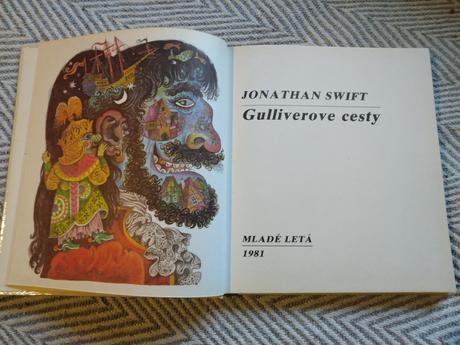 JONATHAN SWIFT
Gulliverove cesty
MLADÉ LETÁ
1981